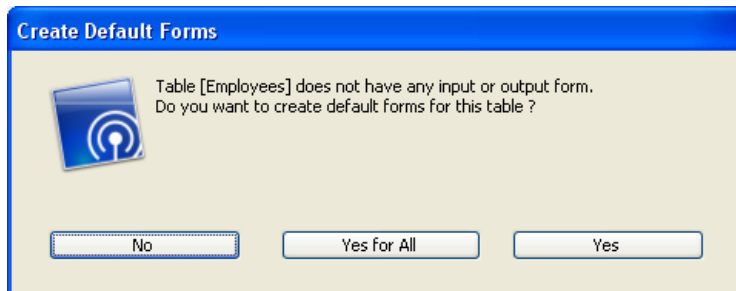 Create Default Forms
Table [Employees] does not have any input or output form.
Do you want to create default forms for this table ?
No
Yes for All
Yes